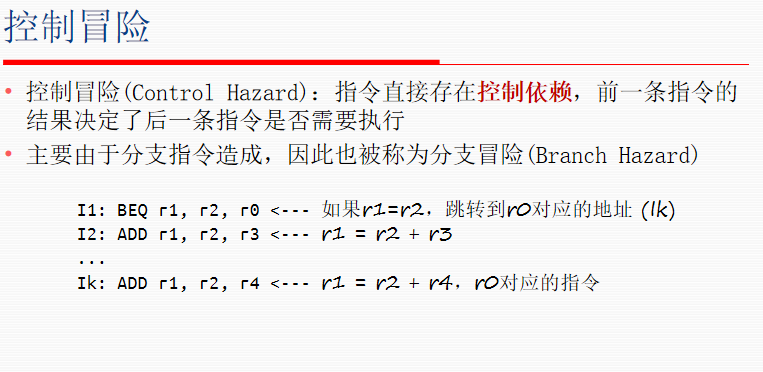 控制冒险
• 控制冒险(Control Hazard)：指令直接存在控制依赖，前一条指令的
结果决定了后一条指令是否需要执行
• 主要由于分支指令造成，因此也被称为分支冒险(Branch Hazard)
I1: BEQ r1, r2, r0 <--- 如果r1=r2，跳转到r0对应的地址 (Ik)
I2: ADD r1, r2, r3 <--- r1 = r2 + r3
...
Ik: ADD r1, r2, r4 <--- r1 = r2 + r4，r0对应的指令